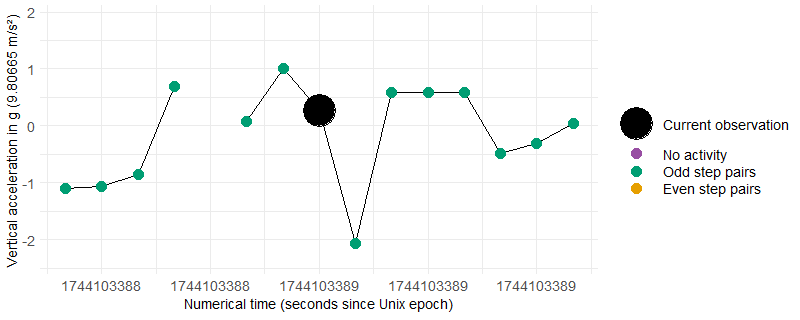 Vertical acceleration in g (9.80665 m/s²)
2
1
0
-1
-2
1744103388 1744103388 1744103389 1744103389 1744103389
Numerical time (seconds since Unix epoch)
Current observation
No activity
Odd step pairs
Even step pairs